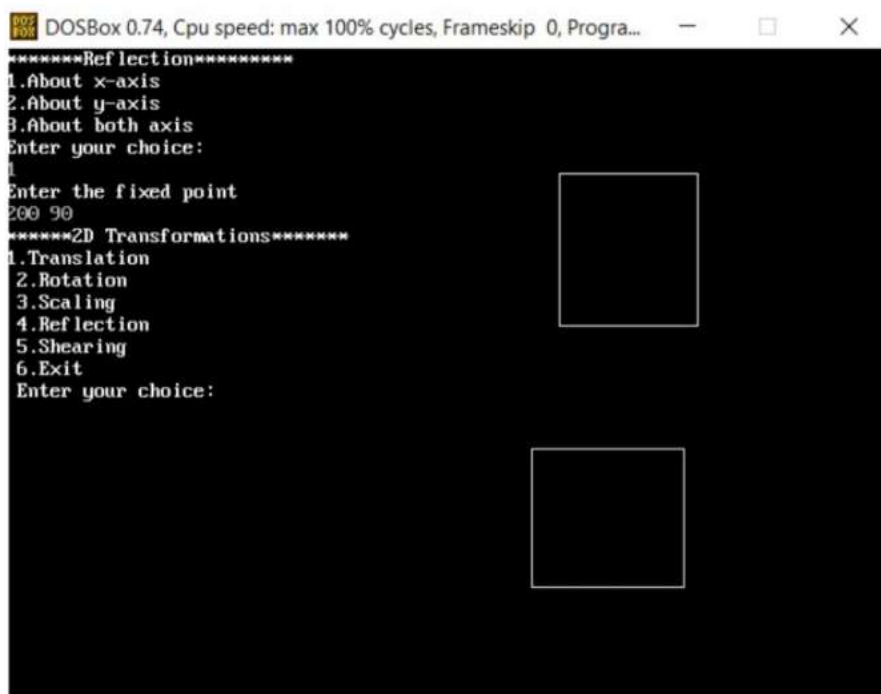 DOS
BOX
DOSBox 0.74, Cpu speed: max 100% cycles, Frameskip 0, Progra...
*******Reflection*********
1.About x-axis
2.About y-axis
3.About both axis
Enter your choice:
1
Enter the fixed point
200 90
******2D Transformations*******
1.Translation
2.Rotation
3.Scaling
4.Reflection
5.Shearing
6.Exit
Enter your choice: